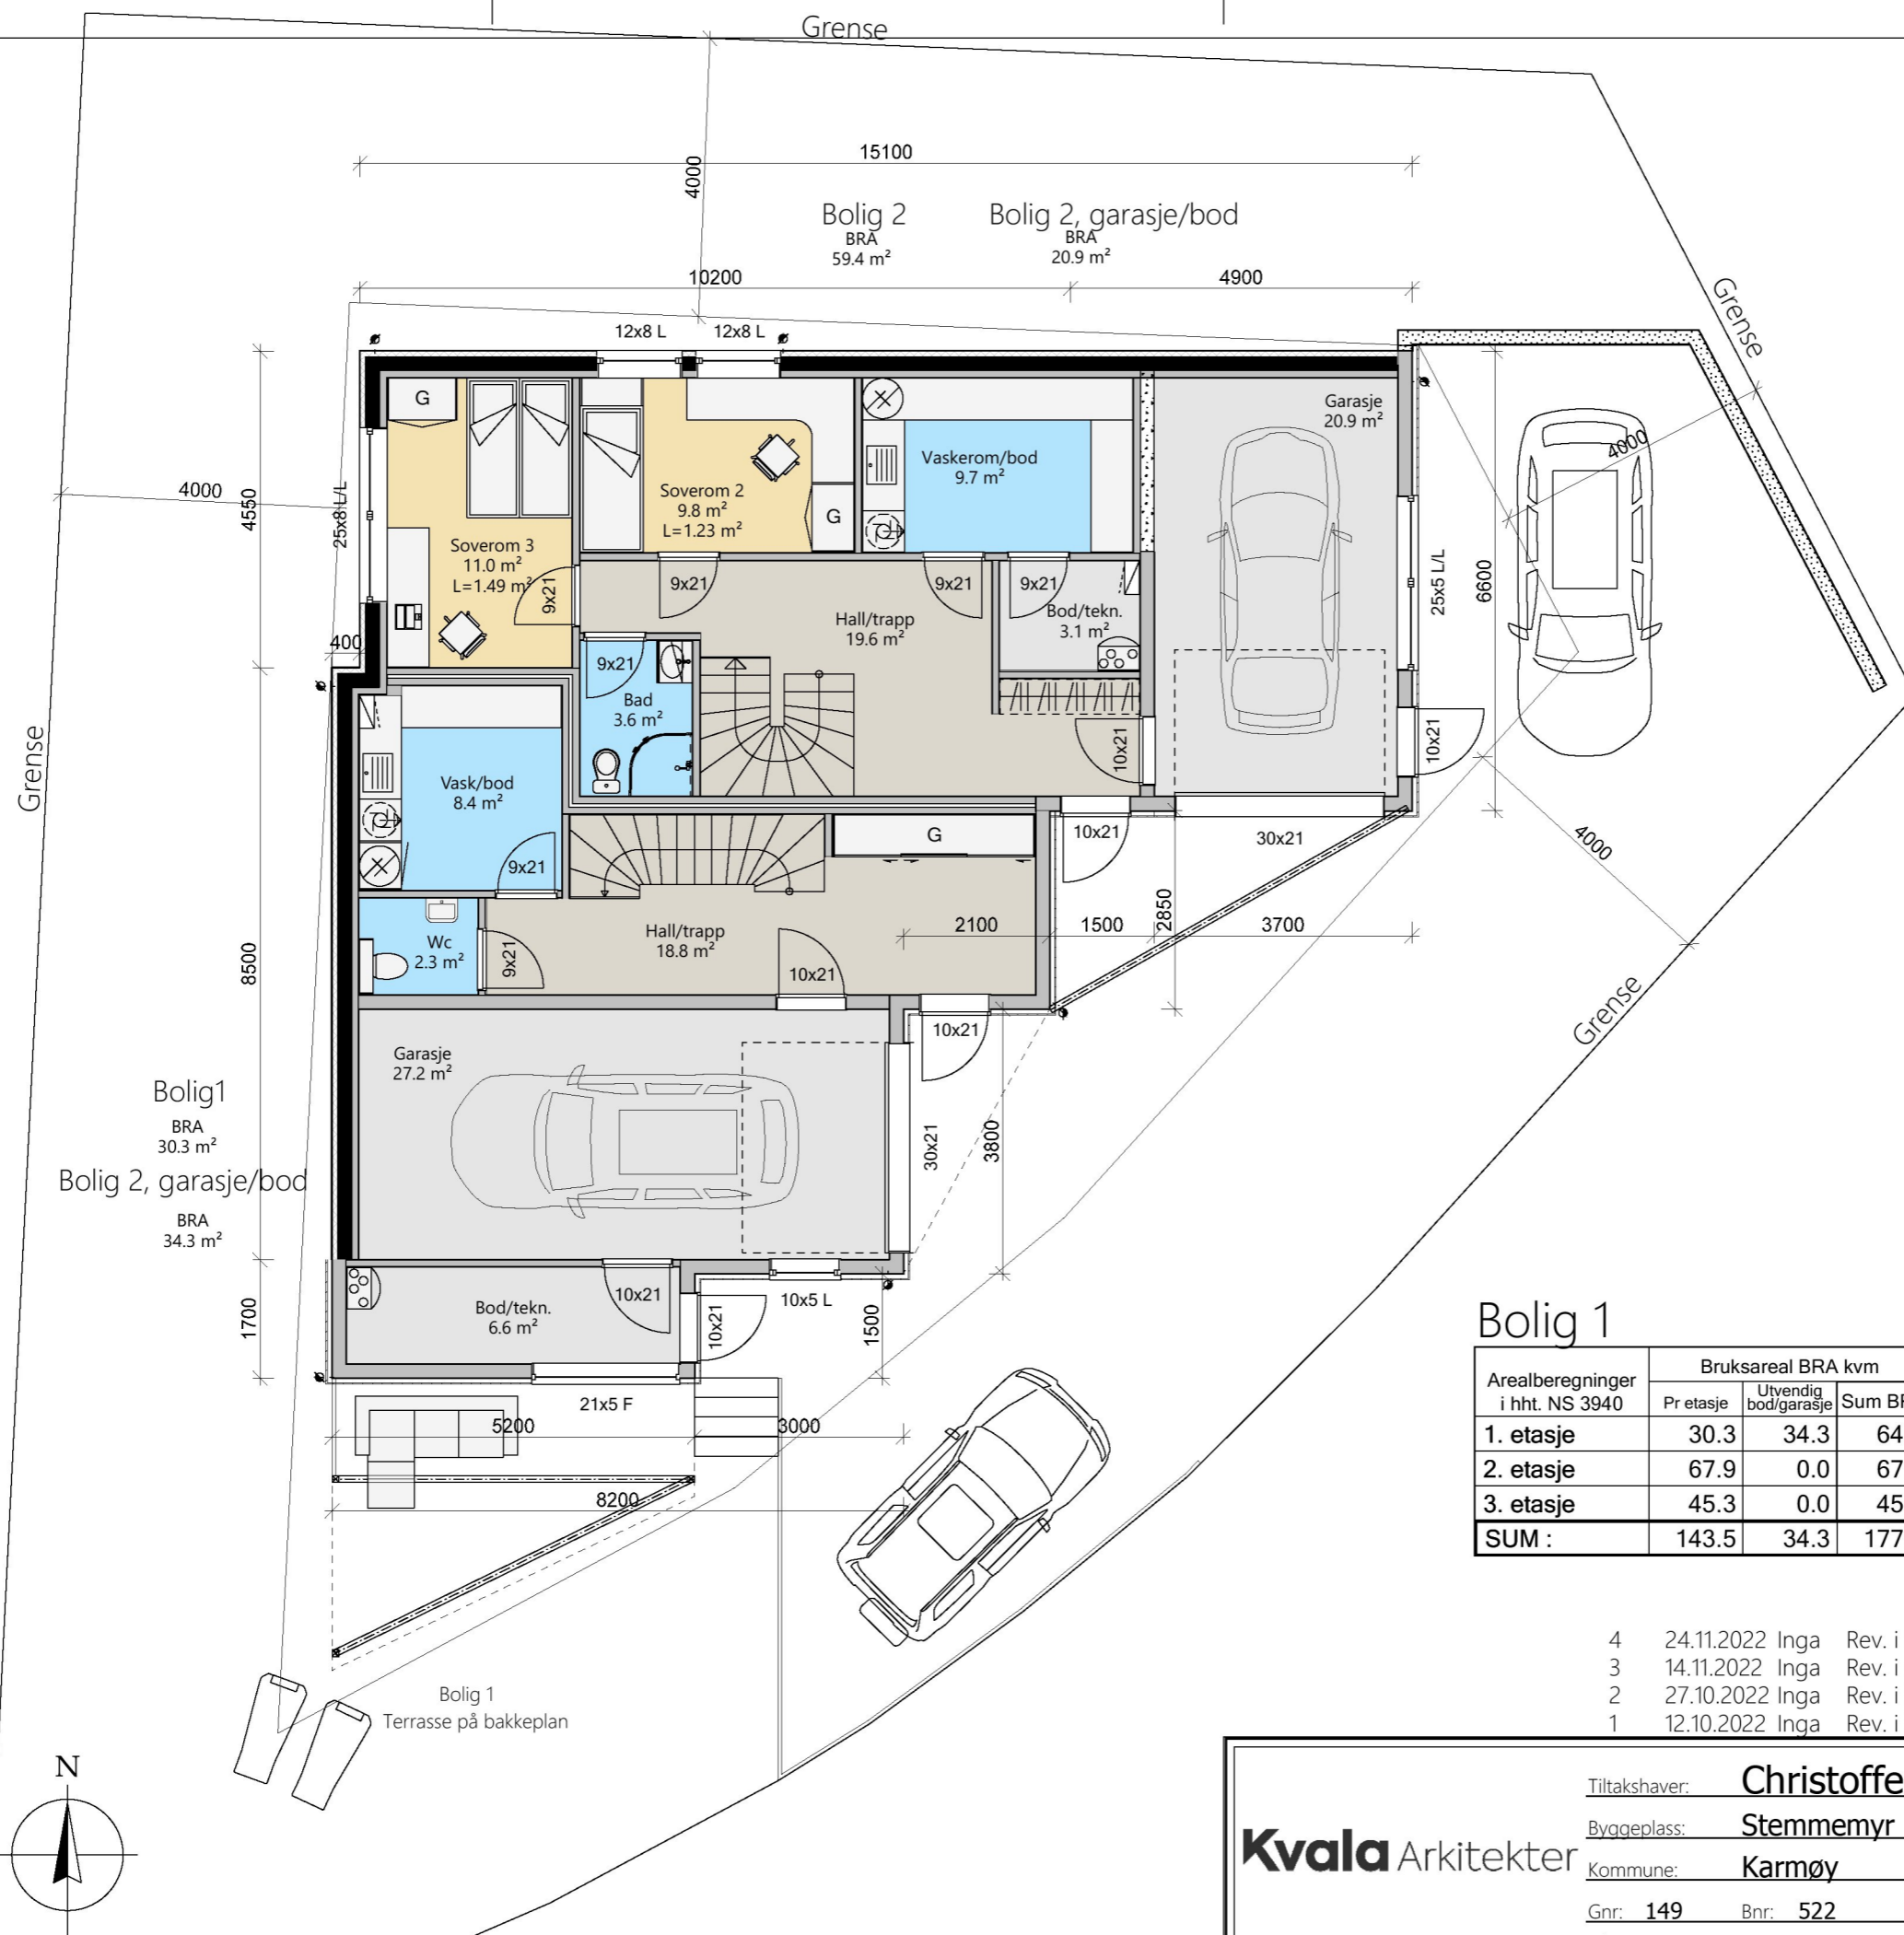 Grense
15100
4000
Bolig 2
BRA
59.4 m²
Bolig 2, garasje/bod
BRA
20.9 m²
10200
4900
Grense
12x8 L
12x8 L
G
Garasje
20.9 m²
4000
Vaskerom/bod
9.7 m²
4000
4550
25x8 L/L
Soverom 2
9.8 m²
L=1.23 m²
G
Soverom 3
11.0 m²
L=1.49 m²
9x21
9x21
9x21
9x21
25x5 L/L
6600
Hall/trapp
19.6 m²
Bod/tekn.
3.1 m²
400
9x21
Bad
3.6 m²
10x21
10x21
Grense
Vask/bod
8.4 m²
9x21
G
10x21
30x21
4000
2850
Wc
2.3 m²
9x21
Hall/trapp
18.8 m²
2100
1500
3700
8500
10x21
10x21
Grense
Garasje
27.2 m²
30x21
3800
Bolig1
BRA
30.3 m²
Bolig 2, garasje/bod
BRA
34.3 m²
1700
Bod/tekn.
6.6 m²
10x21
10x21
10x5 L
1500
21x5 F
5200
3000
8200
Bolig 1
Terrasse på bakkeplan
N
Bolig 1
Arealberegninger
i hht. NS 3940
Bruksareal BRA kvm
Pr etasje
Utvendig
bod/garasje
Sum
1. etasje 30.3 34.3 64
2. etasje 67.9 0.0 67
3. etasje 45.3 0.0 45
SUM : 143.5 34.3 177
4 24.11.2022 Inga Rev. i
3 14.11.2022 Inga Rev. i
2 27.10.2022 Inga Rev. i
1 12.10.2022 Inga Rev. i
Kvala Arkitekter
Tiltakshaver: Christoffe
Byggeplass: Stemmemyr
Kommune: Karmøy
Gnr: 149 Bnr: 522